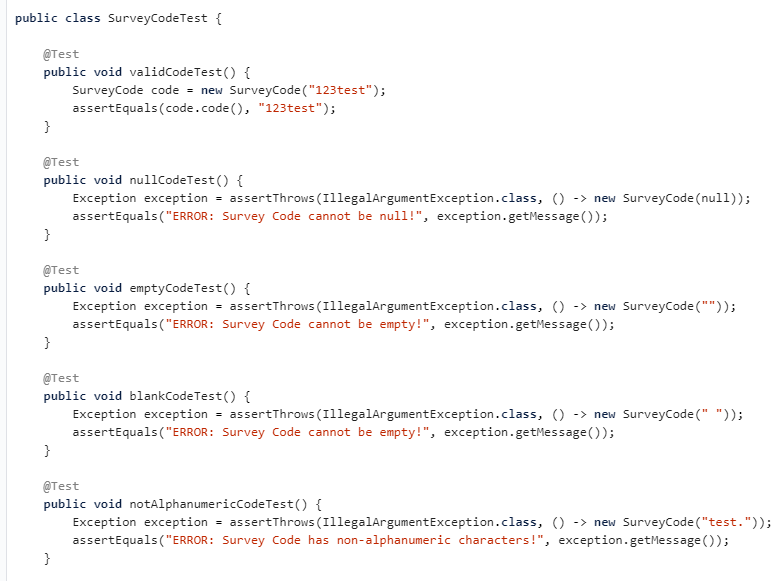 public class SurveyCodeTest {
@Test
public void validCodeTest() {
SurveyCode code = new SurveyCode("123test");
assertEquals(code.code(), "123test");
}
@Test
public void nullCodeTest() {
Exception exception = assertThrows(IllegalArgumentException.class, () -> new SurveyCode(null));
assertEquals("ERROR: Survey Code cannot be null!", exception.getMessage());
}
@Test
public void emptyCodeTest() {
Exception exception = assertThrows(IllegalArgumentException.class, () -> new SurveyCode(""));
assertEquals("ERROR: Survey Code cannot be empty!", exception.getMessage());
}
@Test
public void blankCodeTest() {
Exception exception = assertThrows(IllegalArgumentException.class, () -> new SurveyCode(" "));
assertEquals("ERROR: Survey Code cannot be empty!", exception.getMessage());
}
@Test
public void notAlphanumericCodeTest() {
Exception exception = assertThrows(IllegalArgumentException.class, () -> new SurveyCode("test."));
assertEquals("ERROR: Survey Code has non-alphanumeric characters!", exception.getMessage());
}